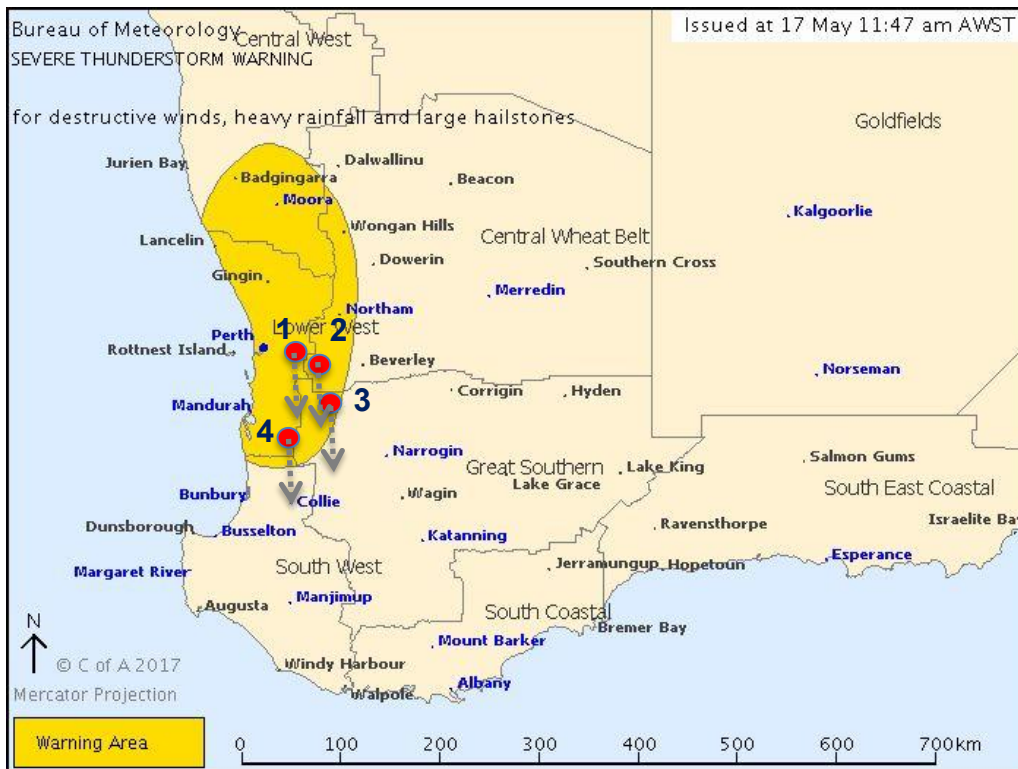 Bureau of Meteorology
Issued at 17 May 11:47 am AWST
Central West
SEVERE THUNDERSTORM WARNING
for destructive winds, heavy rainfall and large hailstones
Goldfields
Jurien Bay
Dalwallinu
Badgingarra
Beacon
Moora
Kalgoorlie
Wongan Hills
Lancelin
Central Wheat Belt
Dowerin
Southern Cross
Gingin
Merredin
Northam
Perth
1
Lower West
2
Rottnest Island
Beverley
Norseman
Corrigin
Hyden
Mandurah
3
4
Narrogin
Great Southern
Lake King
Salmon Gums
Lake Grace
South East Coastal
Bunbury
Collie
Wagin
Israelite Bay
Dunsborough
Busselton
Ravensthorpe
Katanning
Esperance
Margaret River
South West
Jerramungup
Hopetoun
Manjimup
Augusta
South Coastal
N
Bremer Bay
Mount Barker
© C of A 2017
Windy Harbour
Mercator Projection
Albany
Walpole
Warning Area
0 100 200 300 400 500 600 700km